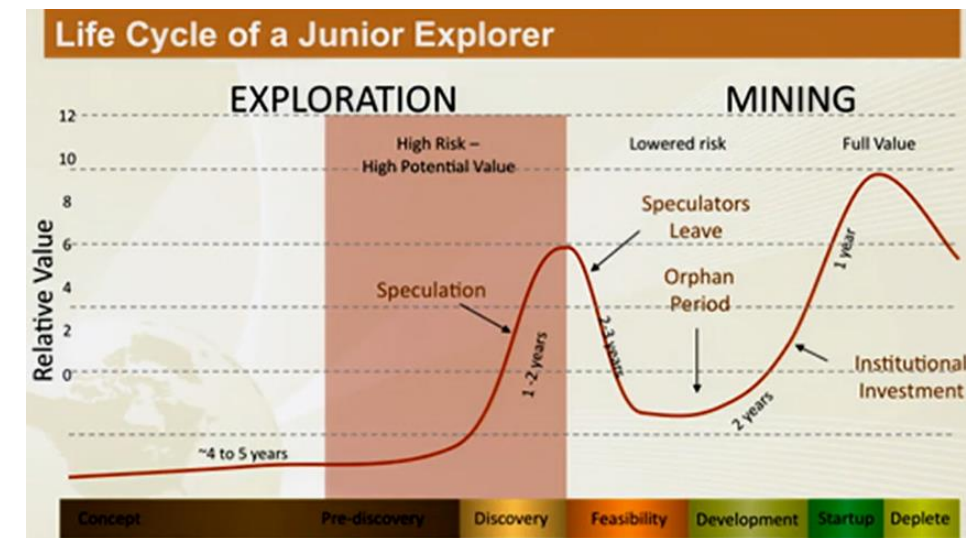 Life Cycle of a Junior Explorer
EXPLORATION
MINING
12
10
8
6
4
2
0
Relative Value
High Risk –
High Potential Value
Lowered risk
Full Value
Speculators
Leave
Speculation
Orphan
Period
Institutional
Investment
~4 to 5 years
1 -2 years
2-3 years
2 years
1 year
Concept
Pre-discovery
Discovery
Feasibility
Development
Startup
Deplete